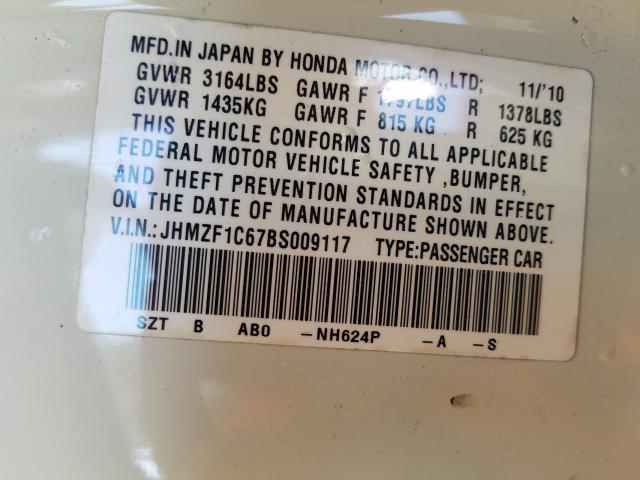 MFD.IN JAPAN BY HONDA MOTOR CO.,LTD; 11/'10
GVWR 3164LBS GAWR F 1797LBS R 1378LBS
GVWR 1435KG GAWR F 815 KG R 625 KG
THIS VEHICLE CONFORMS TO ALL APPLICABLE
FEDERAL MOTOR VEHICLE SAFETY ,BUMPER,
AND THEFT PREVENTION STANDARDS IN EFFECT
ON THE DATE OF MANUFACTURE SHOWN ABOVE.
V.I.N.:JHMZF1C67BS009117 TYPE:PASSENGER CAR
SZT B AB0 –NH624P –A –S